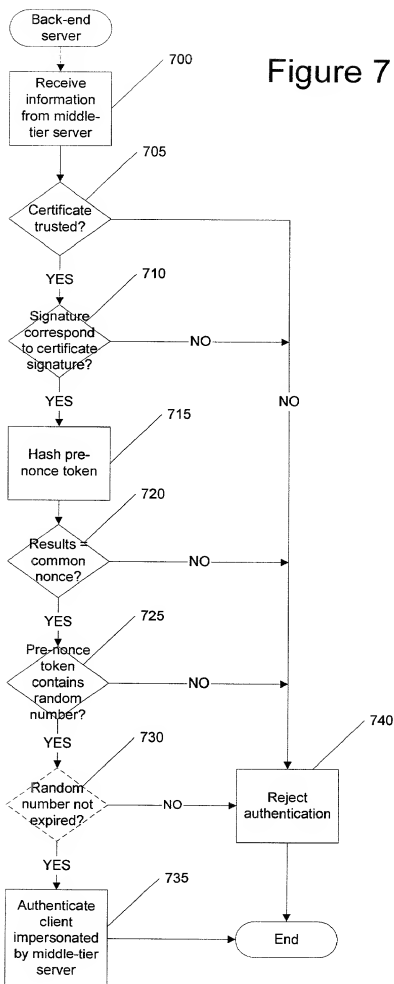 Back-end
server
Figure 7
700
Receive
information
from middle-
tier server
705
Certificate
trusted?
YES
710
Signature
correspond
to certificate
signature?
NO
YES
NO
715
Hash pre-
nonce token
720
Results =
common
nonce?
NO
YES
725
Pre-nonce
token
contains
random
number?
NO
YES
730
740
Random
number not
expired?
NO
Reject
authentication
YES
735
Authenticate
client
impersonated
by middle-tier
server
End